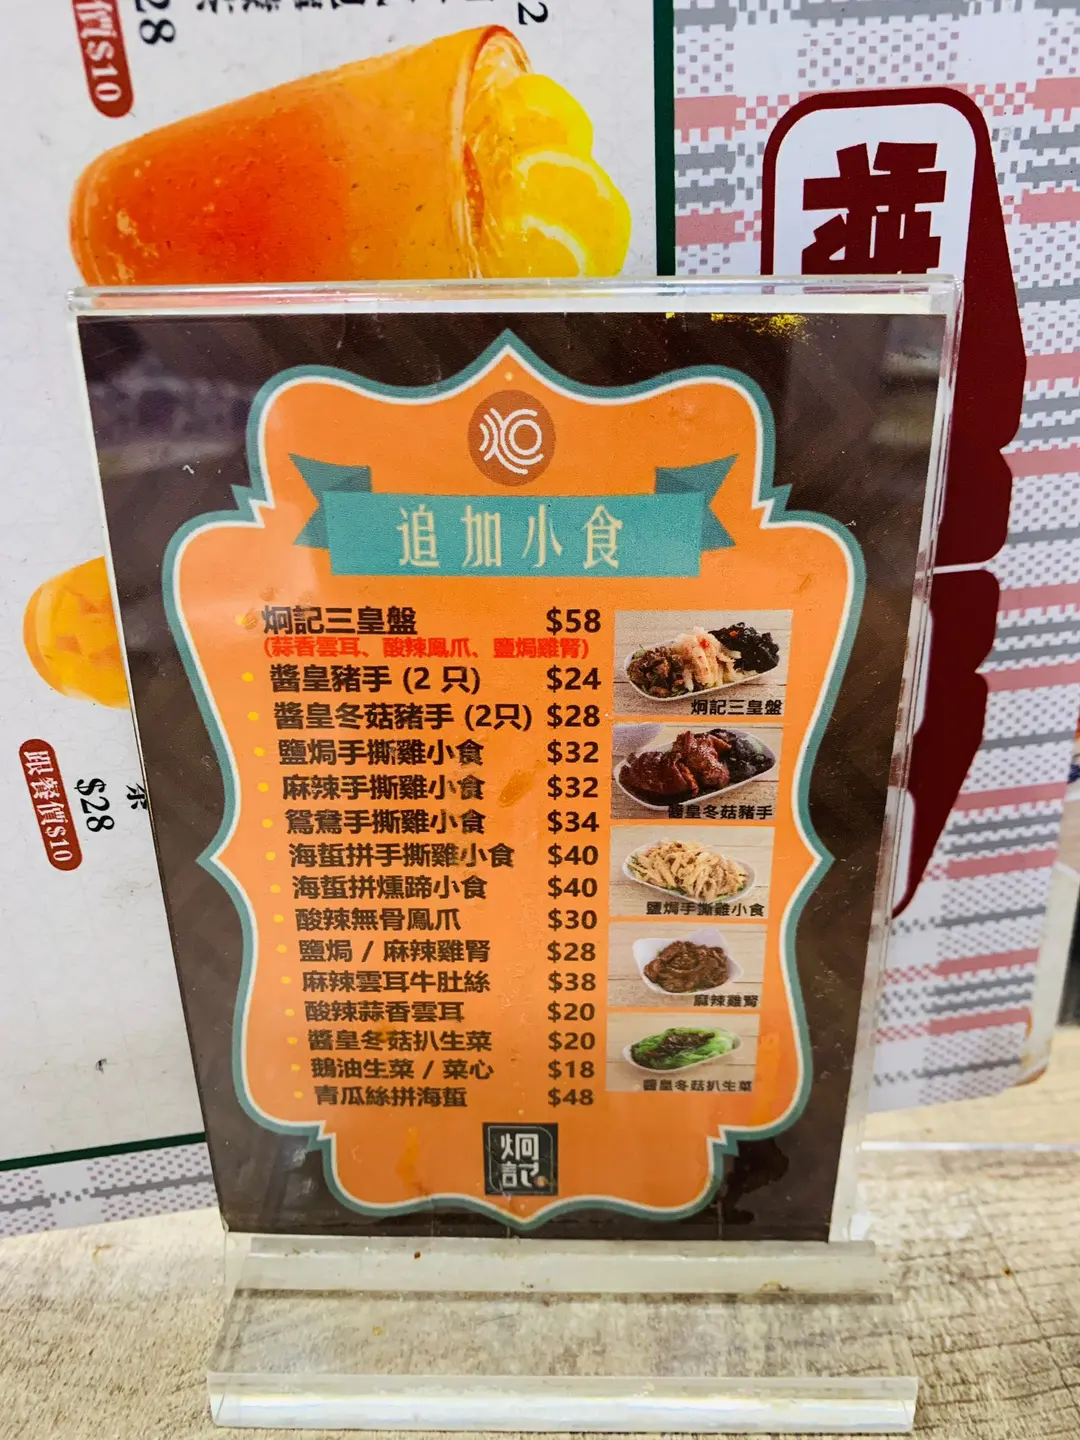 價$10
28
2
追加小食
炯記三皇盤 $58
(蒜香雲耳、酸辣鳳爪、鹽焗雞腎)
醬皇豬手 (2 只) $24
醬皇冬菇豬手 (2只) $28
鹽焗手撕雞小食 $32
麻辣手撕雞小食 $32
鴛鴦手撕雞小食 $34
海蜇拼手撕雞小食 $40
海蜇拼燻蹄小食 $40
酸辣無骨鳳爪 $30
鹽焗 / 麻辣雞腎 $28
麻辣雲耳牛肚絲 $38
酸辣蒜香雲耳 $20
醬皇冬菇扒生菜 $20
鵝油生菜 / 菜心 $18
青瓜絲拼海蜇 $48
炯記三皇盤
醬皇冬菇豬手
鹽焗手撕雞小食
麻辣雞腎
醬皇冬菇扒生菜
炯記
跟餐價$10
$28